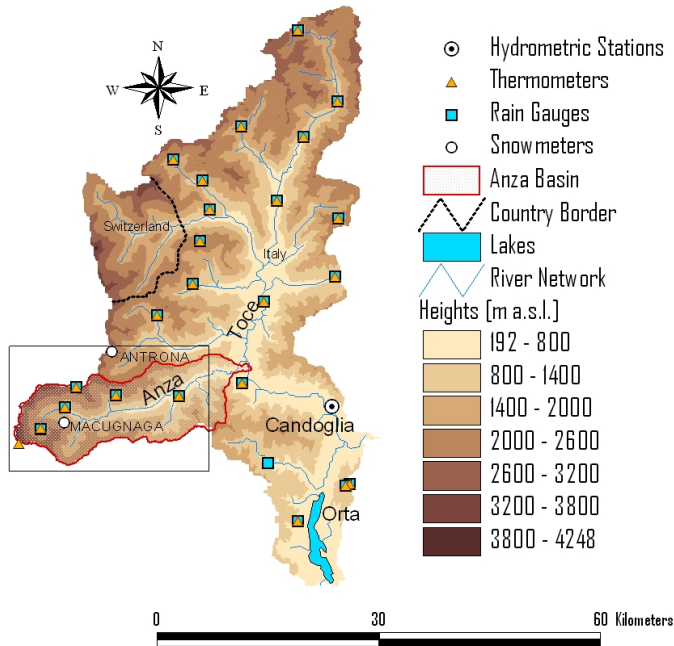 N
W E
S
Switzerland
Italy
Toce
ANTRONA
Anza
MACUGNAGA
Candoglia
Orta
Hydrometric Stations
Thermometers
Rain Gauges
Snowmeters
Anza Basin
Country Border
Lakes
River Network
Heights [m a.s.l.]
192 - 800
800 - 1400
1400 - 2000
2000 - 2600
2600 - 3200
3200 - 3800
3800 - 4248
0 30 60 Kilometers